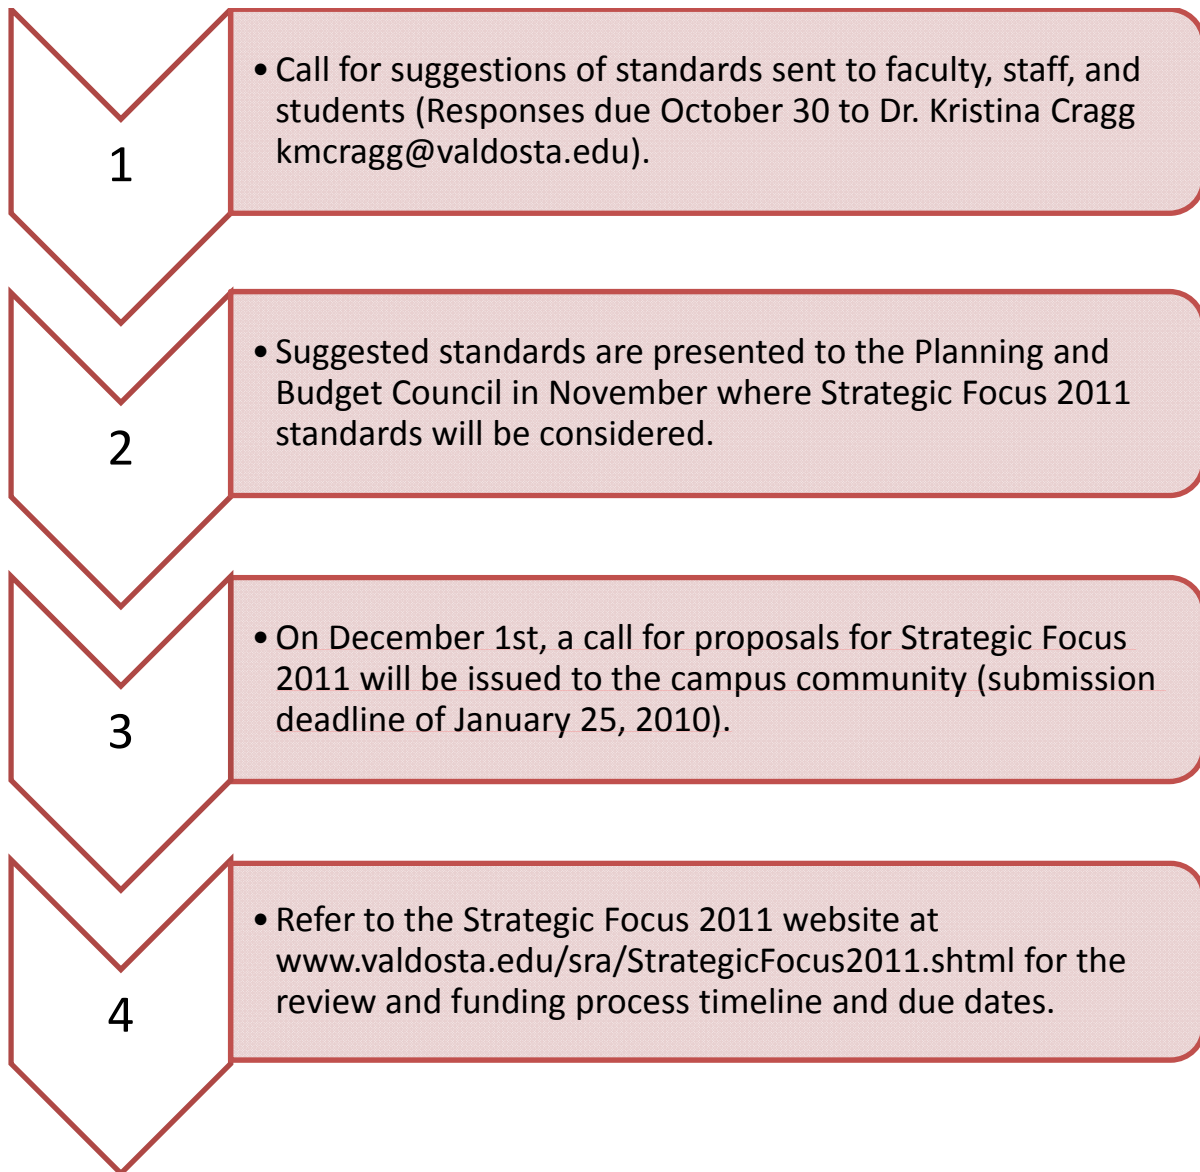 1
• Call for suggestions of standards sent to faculty, staff, and
students (Responses due October 30 to Dr. Kristina Cragg
kmcragg@valdosta.edu).
2
• Suggested standards are presented to the Planning and
Budget Council in November where Strategic Focus 2011
standards will be considered.
3
• On December 1st, a call for proposals for Strategic Focus
2011 will be issued to the campus community (submission
deadline of January 25, 2010).
4
• Refer to the Strategic Focus 2011 website at
www.valdosta.edu/sra/StrategicFocus2011.shtml for the
review and funding process timeline and due dates.